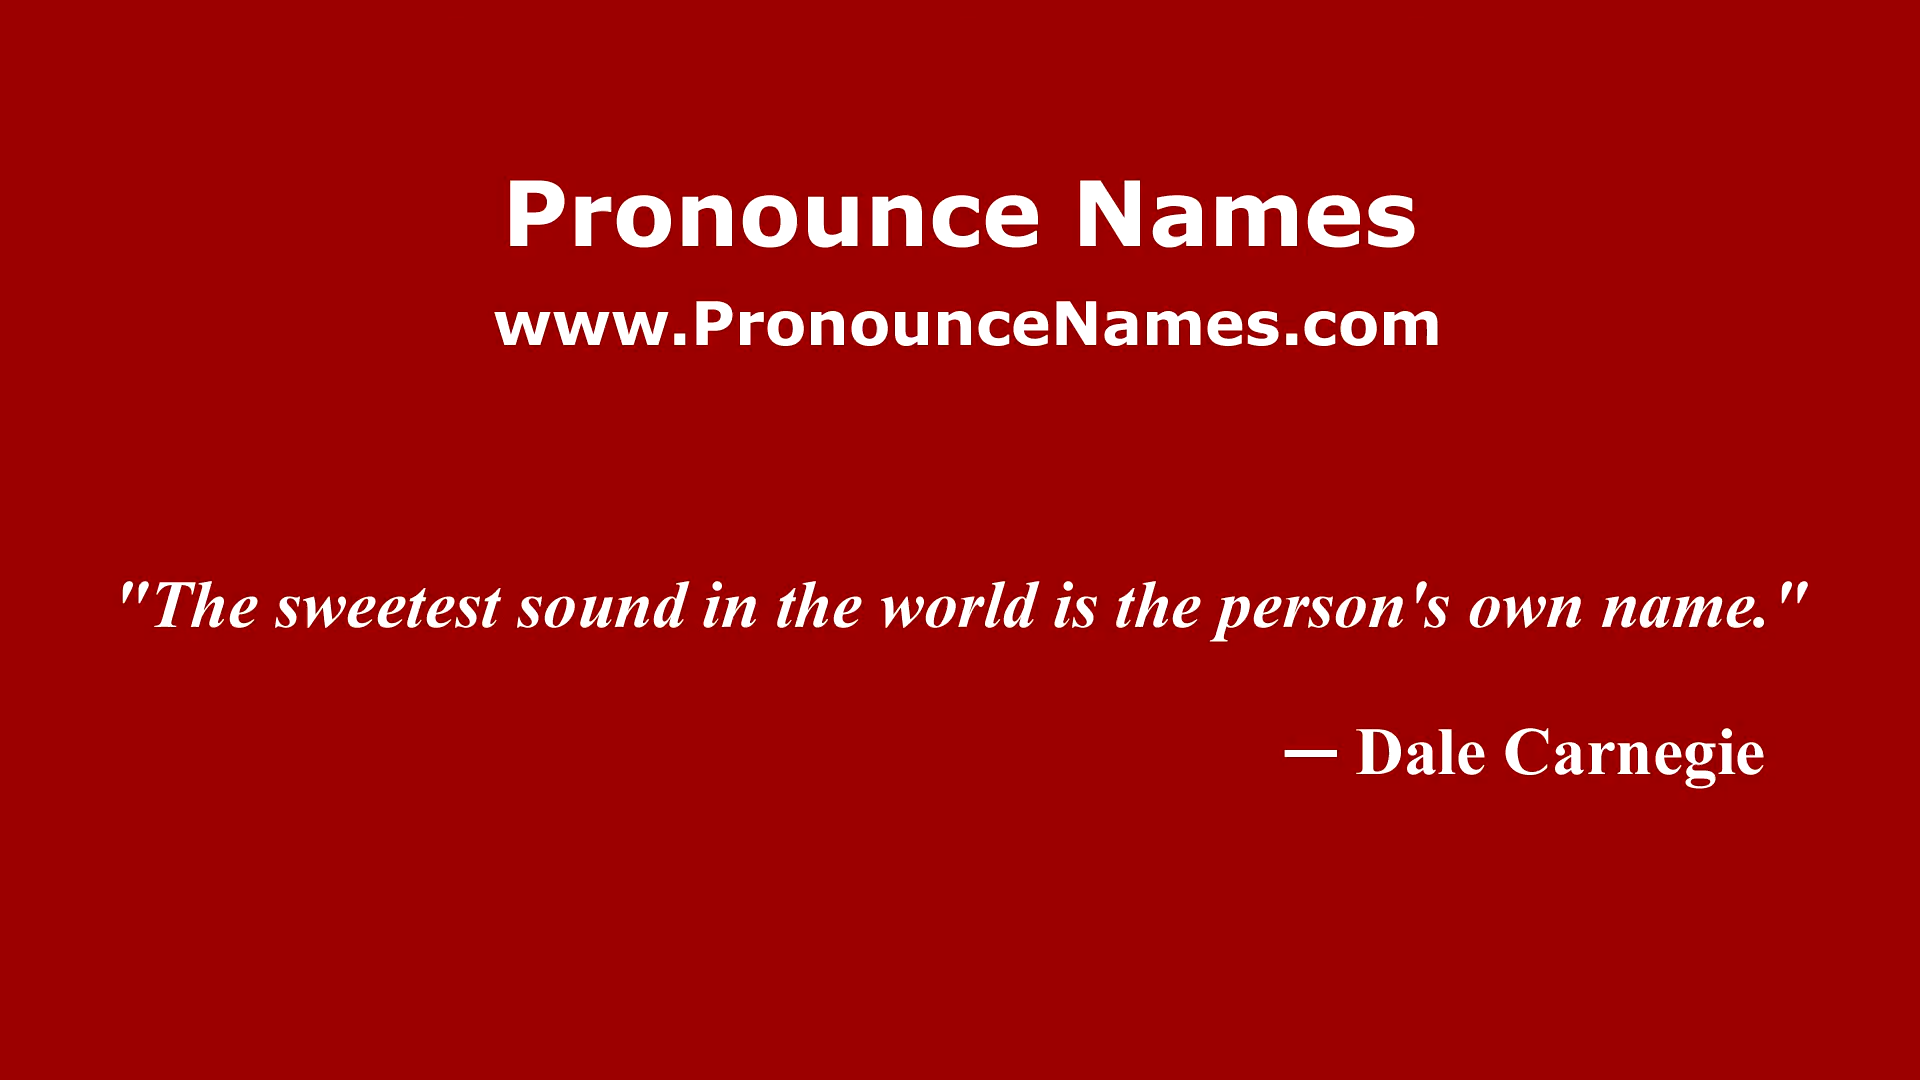 Pronounce Names
www.PronounceNames.com
"The sweetest sound in the world is the person's own name."
— Dale Carnegie